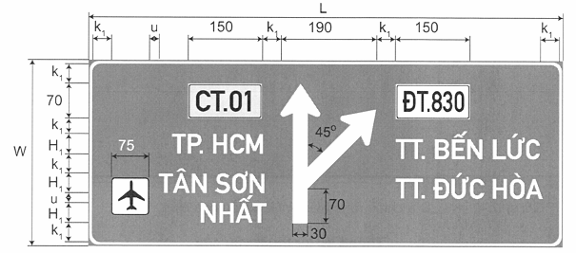 L
k₁ u 150 k₁ 190 k₁ 150 k₁
W
k₁
70
k₁
H₁
k₁
H₁
u
H₁
k₁
CT.01
ĐT.830
45º
75
TP. HCM
TT. BẾN LỨC
TÂN SƠN
NHẤT
TT. ĐỨC HÒA
70
30